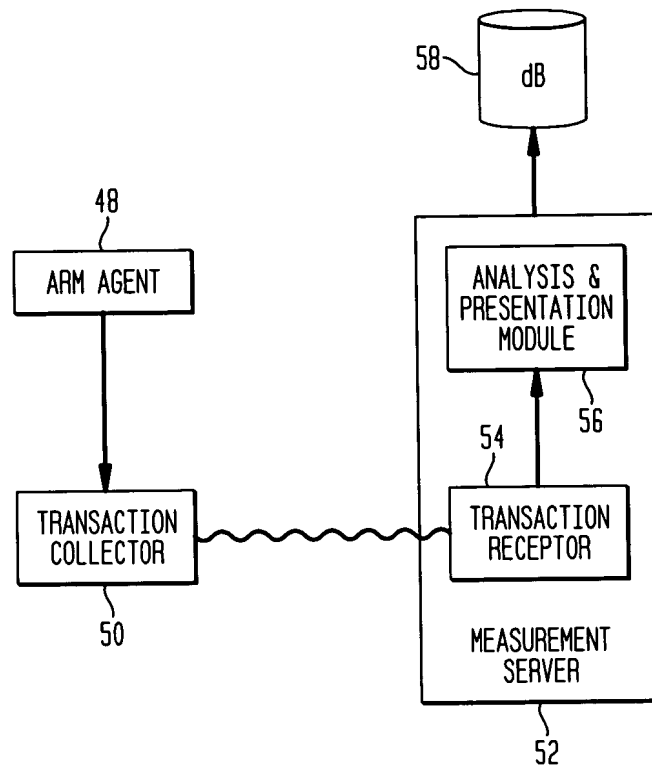 58
dB
48
ARM AGENT
ANALYSIS &
PRESENTATION
MODULE
56
54
TRANSACTION
COLLECTOR
50
TRANSACTION
RECEPTOR
MEASUREMENT
SERVER
52